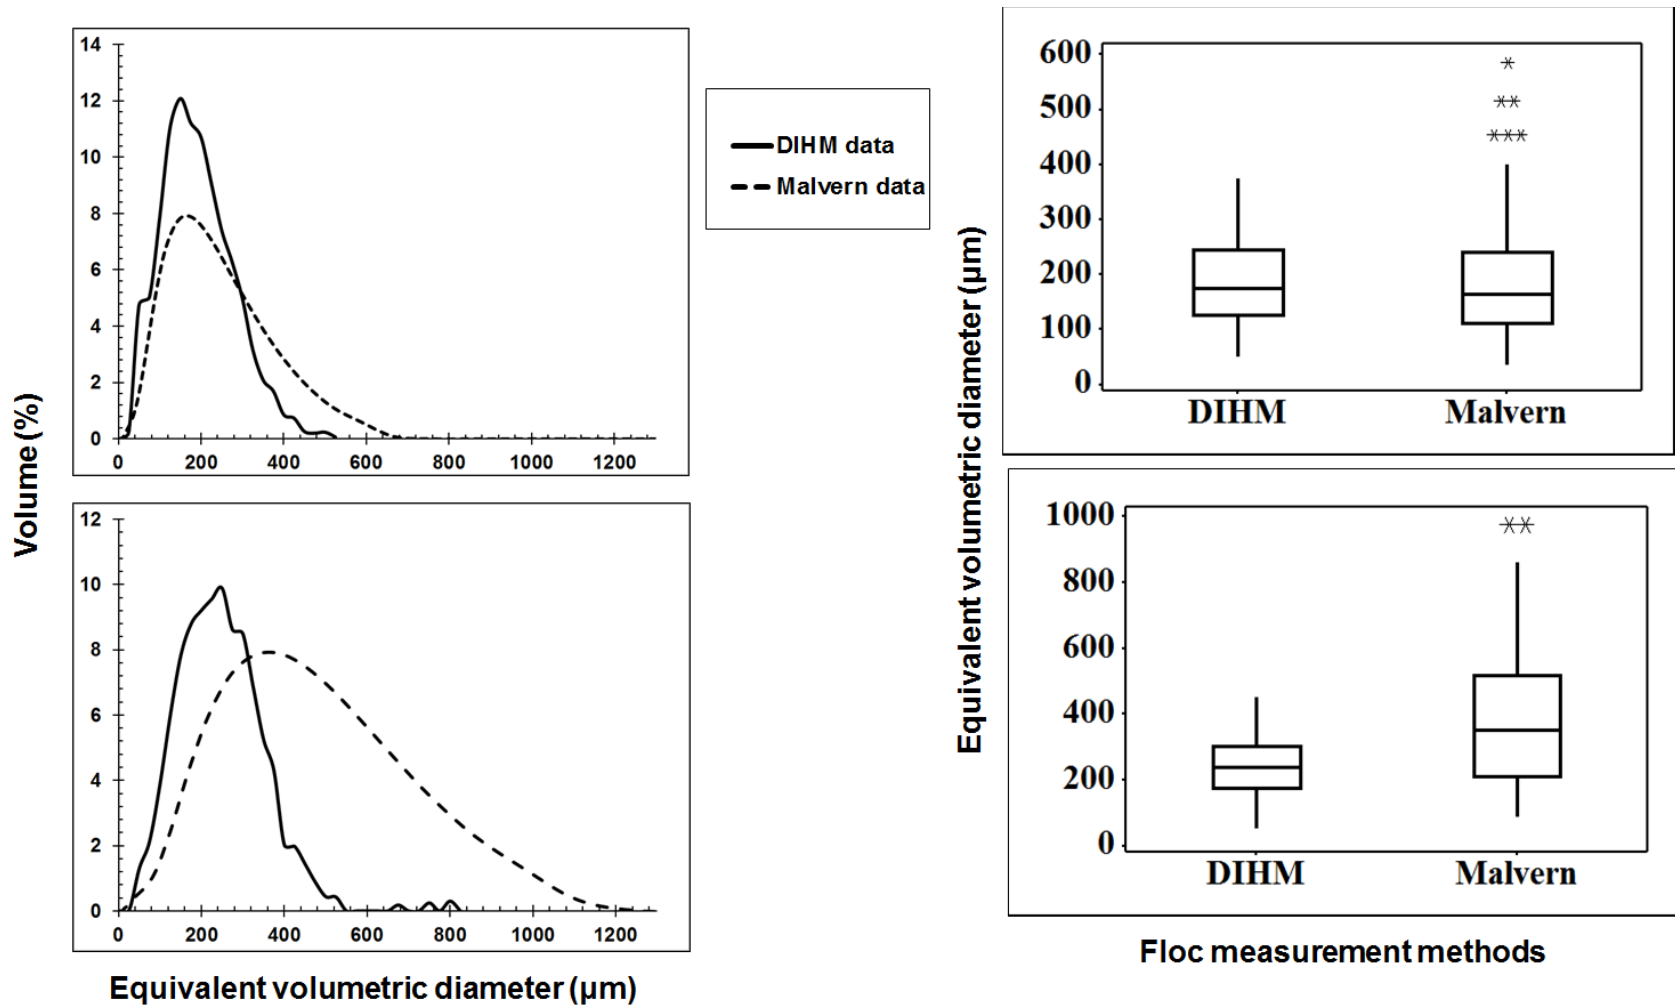 14
12
10
8
6
4
2
0
0 200 400 600 800 1000 1200
DIHM data
Malvern data
12
10
8
6
4
2
0
0 200 400 600 800 1000 1200
Volume (%)
Equivalent volumetric diameter (µm)
600
500
400
300
200
100
0
DIHM Malvern
1000
800
600
400
200
0
DIHM Malvern
Equivalent volumetric diameter (µm)
Floc measurement methods